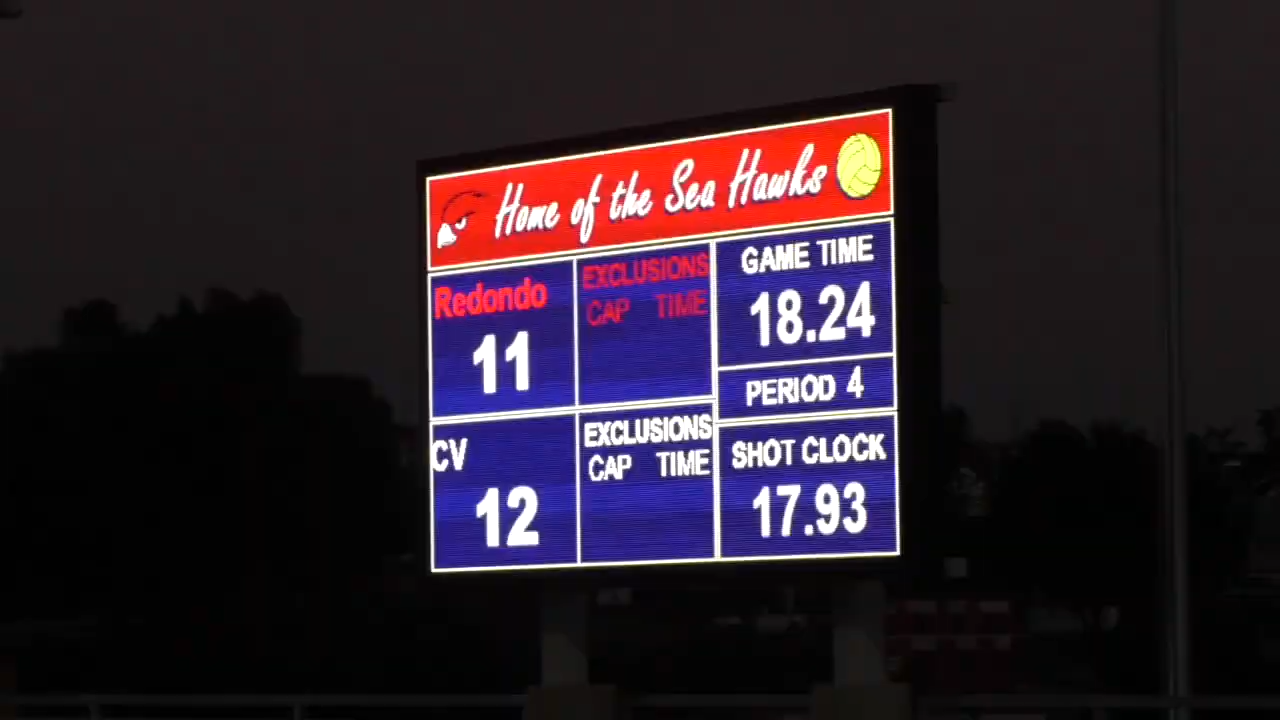 Home of the Sea Hawks
Redondo
11
EXCLUSIONS
CAP TIME
GAME TIME
18.24
PERIOD 4
CV
12
EXCLUSIONS
CAP TIME
SHOT CLOCK
17.93